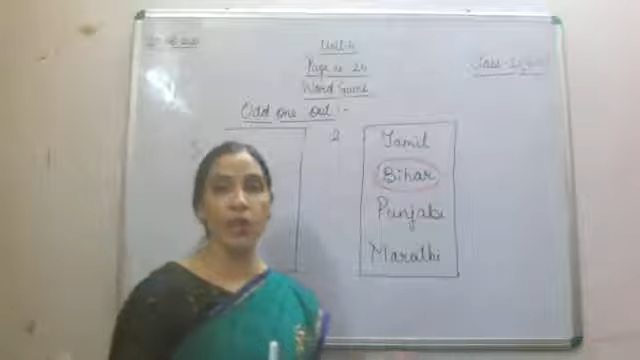 Unit-4
Page no 26
Word Game
Odd one out :-
2
Tamil
Bihar
Punjabi
Marathi